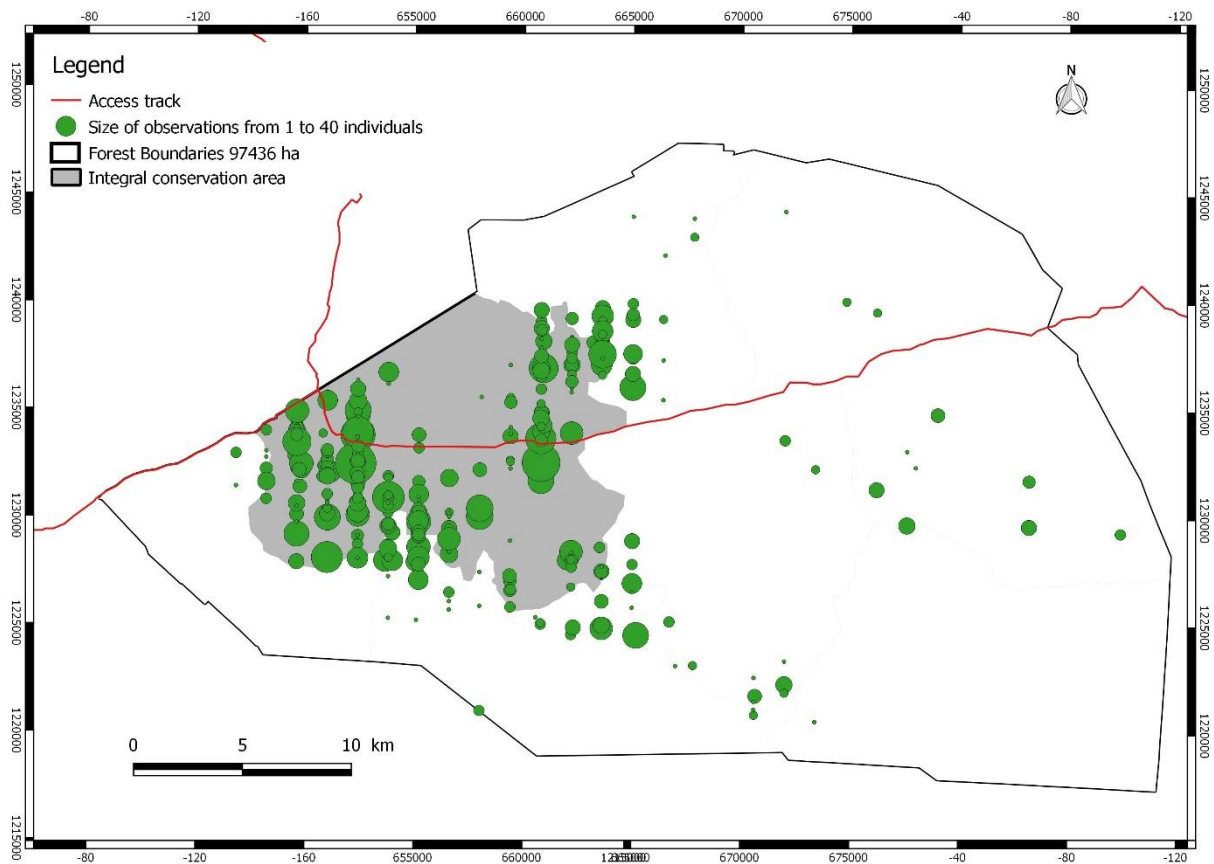 -80 -120 -160 655000 660000 665000 670000 675000 -40 -80 -120
Legend
Access track
Size of observations from 1 to 40 individuals
Forest Boundaries 97436 ha
Integral conservation area
N
1250000
1245000
1240000
1235000
1230000
1225000
1220000
1215000
1250000
1245000
1240000
1235000
1230000
1225000
1220000
0 5 10 km
-80 -120 -160 655000 660000 670000 675000 -40 -80 -120